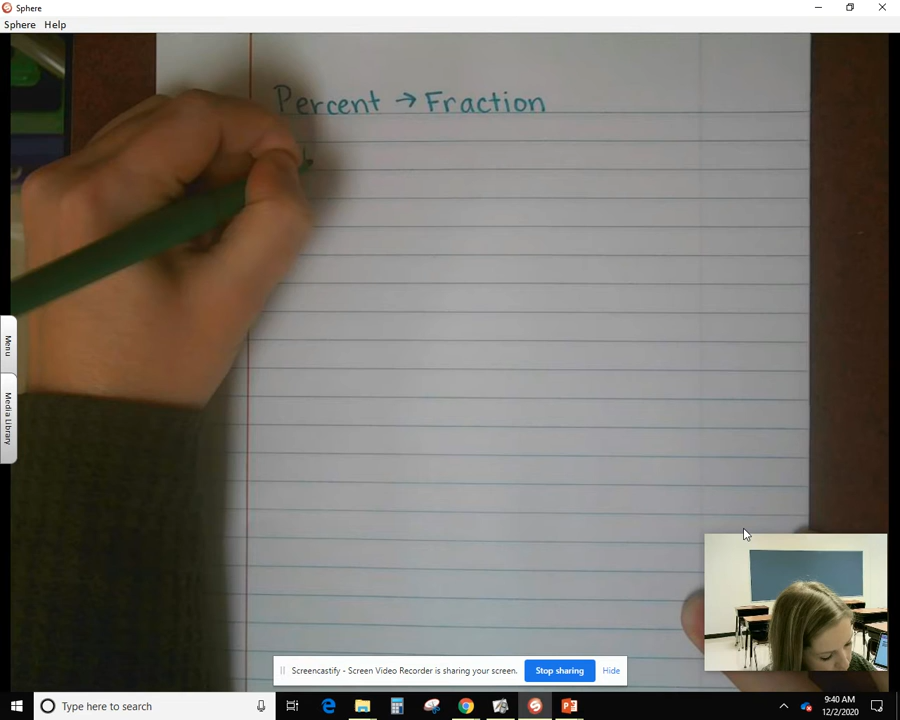 Sphere
Sphere Help
Percent → Fraction
Menu
Media Library
Screencastify - Screen Video Recorder is sharing your screen. Stop sharing Hide
Type here to search
9:40 AM
12/2/2020